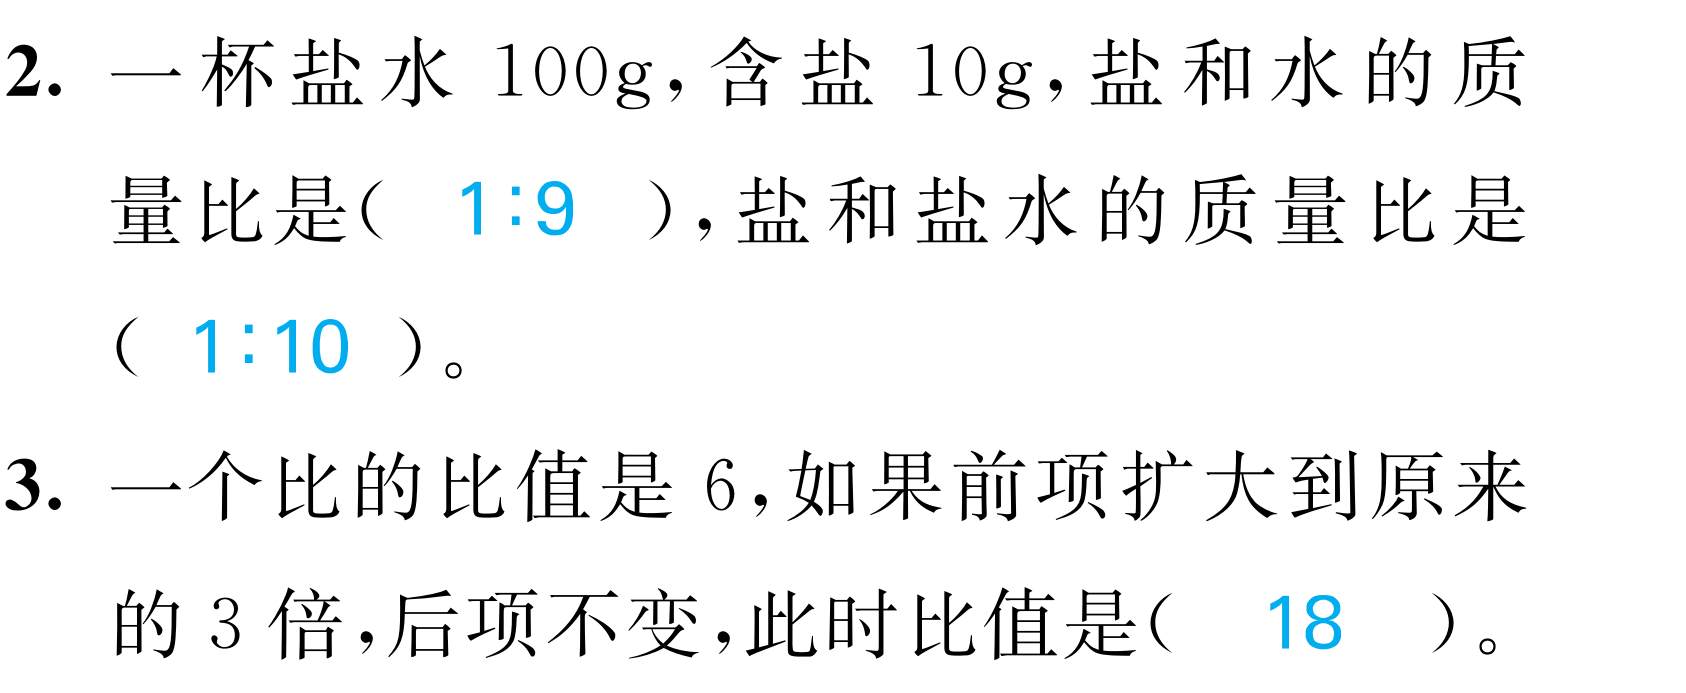 2. 一杯盐水 100g,含盐 10g,盐和水的质
量比是( 1∶9 ),盐和盐水的质量比是
( 1∶10 )。
3. 一个比的比值是 6,如果前项扩大到原来
的 3 倍,后项不变,此时比值是( 18 )。